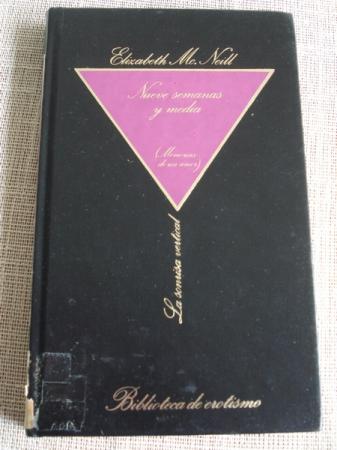 Elizabeth Mc. Neill
Nueve semanas
y media
(Memorias
de un amor)
La sonrisa vertical
Biblioteca de erotismo